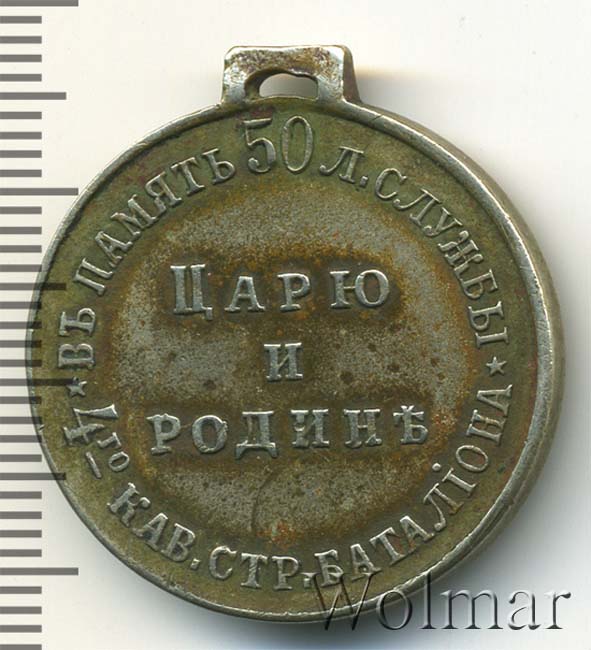 ВЪ ПАМЯТЬ 50 Л. СЛУЖБЫ
ЦАРЮ
И
РОДИНѢ
4го КАВ. СТР. БАТАЛІОНА
Wolmar